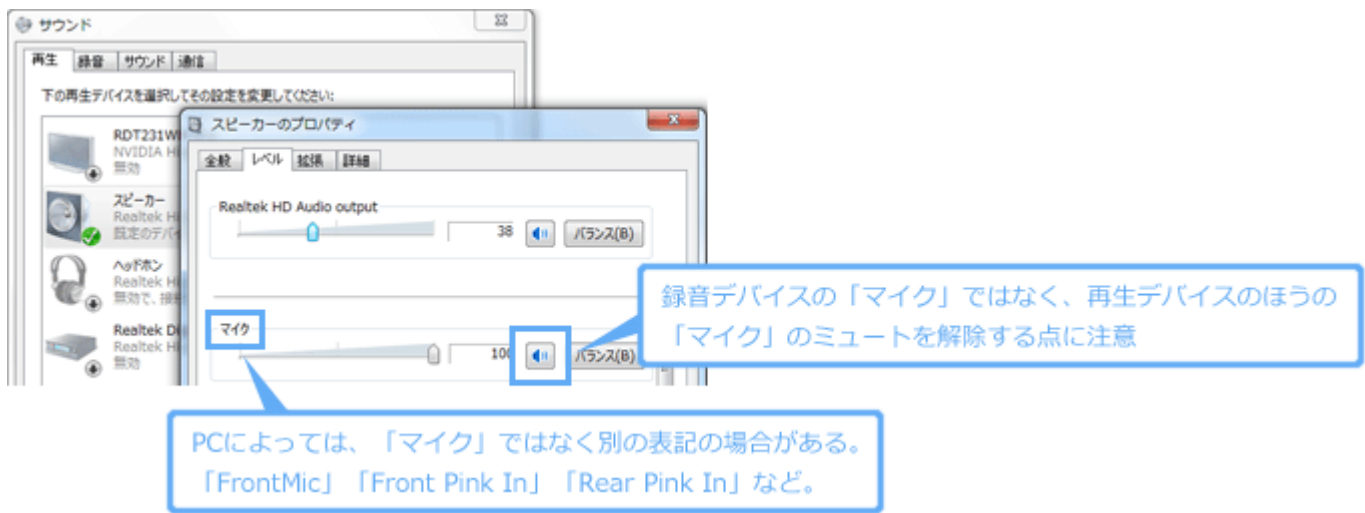 サウンド
再生 録音 サウンド 通信
下の再生デバイスを選択してその設定を変更してください:
RDT231W
NVIDIA Hi
無効
スピーカー
Realtek Hi
既定のデバイ
ヘッドホン
Realtek Hi
無効で、接
Realtek Di
Realtek Hi
無効
スピーカーのプロパティ
全般 レベル 拡張 詳細
Realtek HD Audio output
38 バランス(B)
マイク
100 バランス(B)
録音デバイスの「マイク」ではなく、再生デバイスのほうの
「マイク」のミュートを解除する点に注意
PCによっては、「マイク」ではなく別の表記の場合がある。
「FrontMic」「Front Pink In」「Rear Pink In」など。